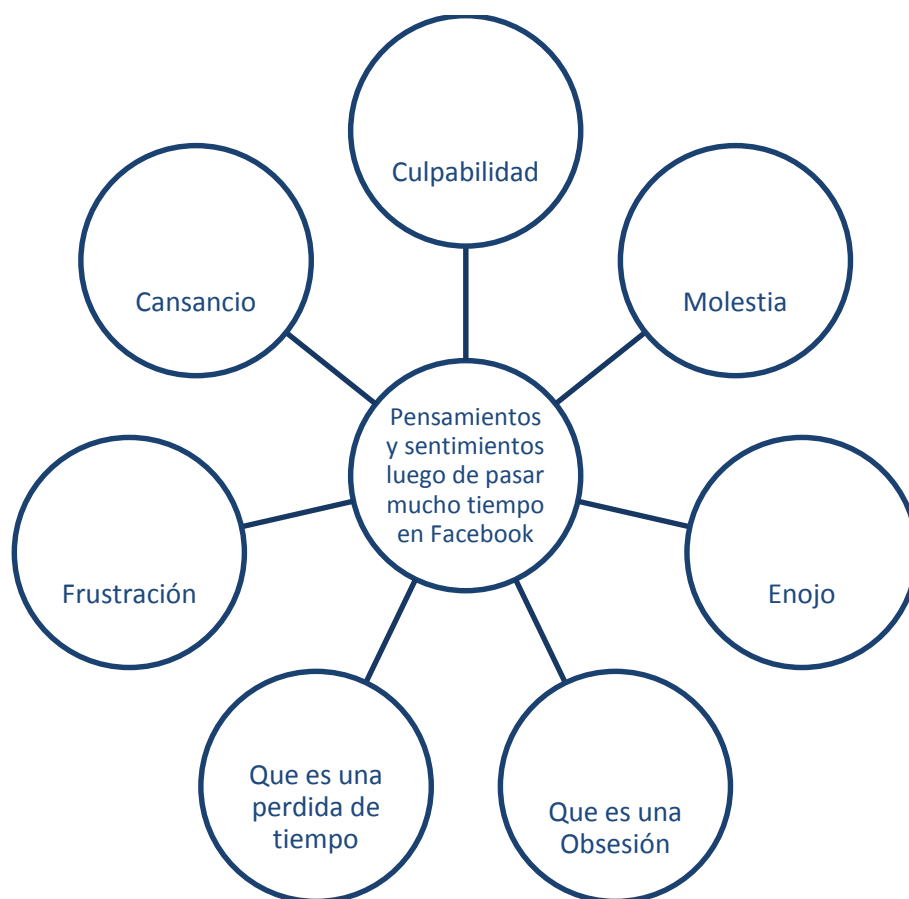 Culpabilidad
Cansancio
Molestia
Pensamientos
y sentimientos
luego de pasar
mucho tiempo
en Facebook
Frustración
Enojo
Que es una
perdida de
tiempo
Que es una
Obsesión